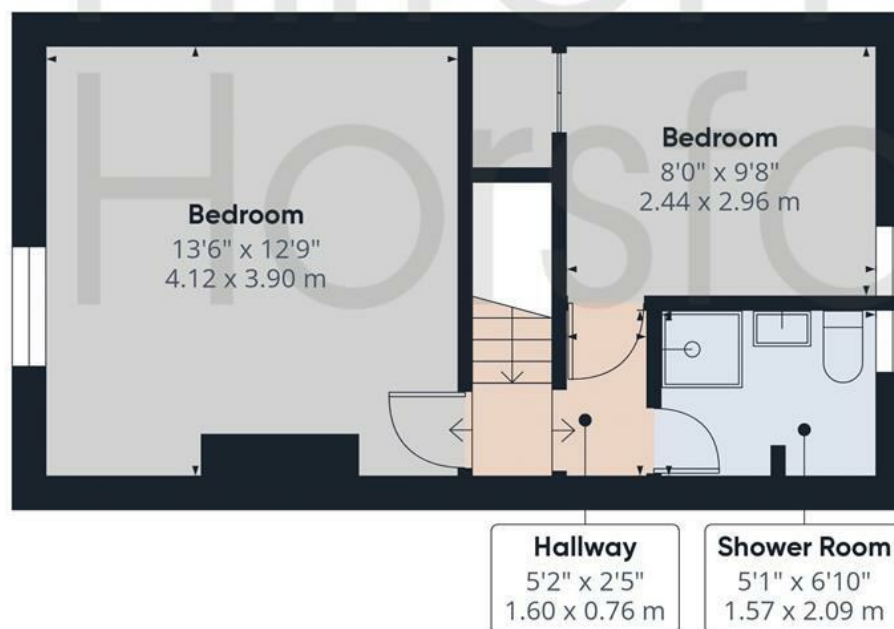 Horsfo
Bedroom
8'0" x 9'8"
2.44 x 2.96 m
Bedroom
13'6" x 12'9"
4.12 x 3.90 m
Hallway
5'2" x 2'5"
1.60 x 0.76 m
Shower Room
5'1" x 6'10"
1.57 x 2.09 m